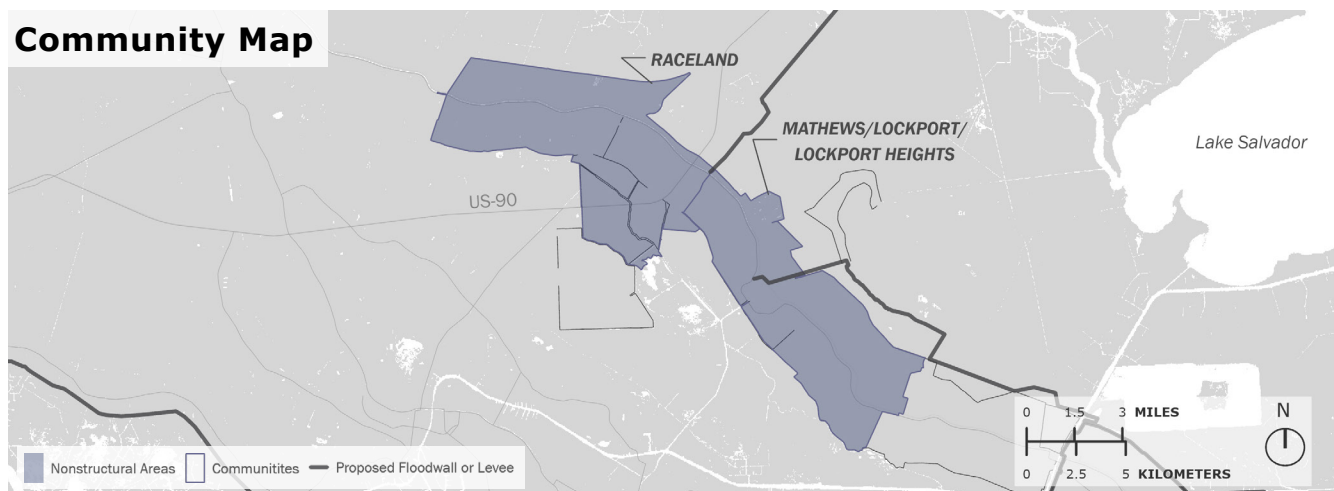 Community Map
RACELAND
MATHEWS/LOCKPORT/
LOCKPORT HEIGHTS
Lake Salvador
US-90
Nonstructural Areas
Communitites
Proposed Floodwall or Levee
0 1.5 3 MILES
0 2.5 5 KILOMETERS
N